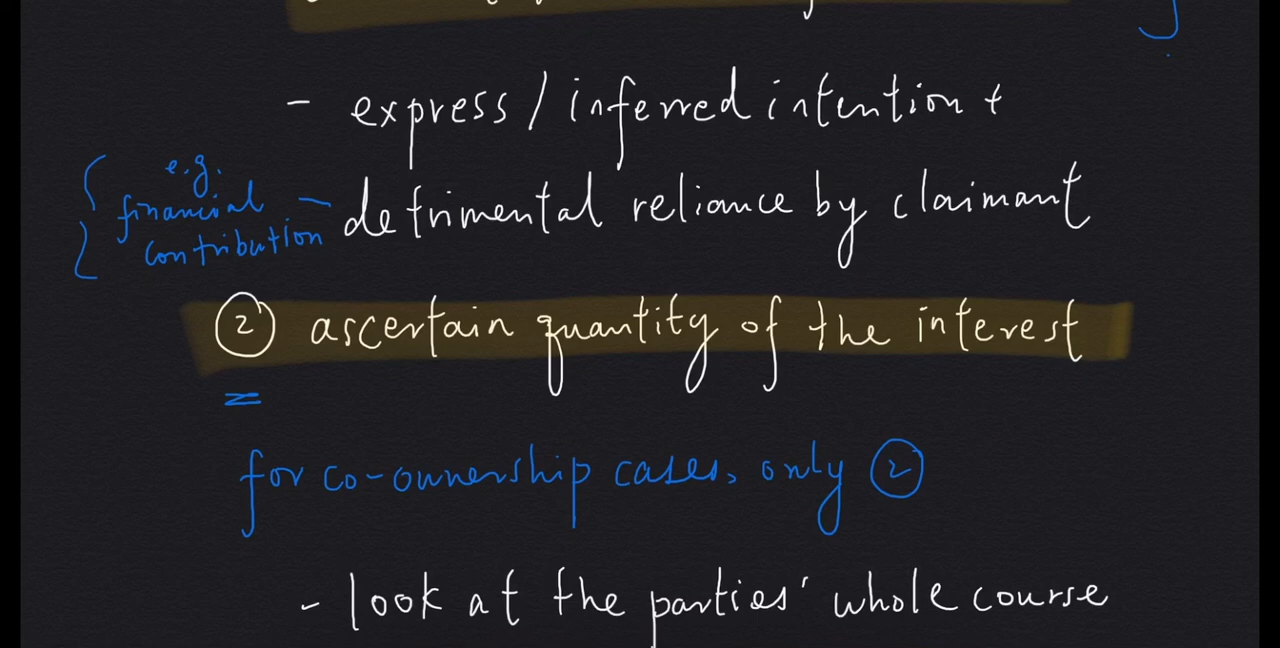 - express / inferred intention +
e.g.
financial — detrimental reliance by claimant
contribution
② ascertain quantity of the interest
for co-ownership cases, only ②
- look at the parties' whole course